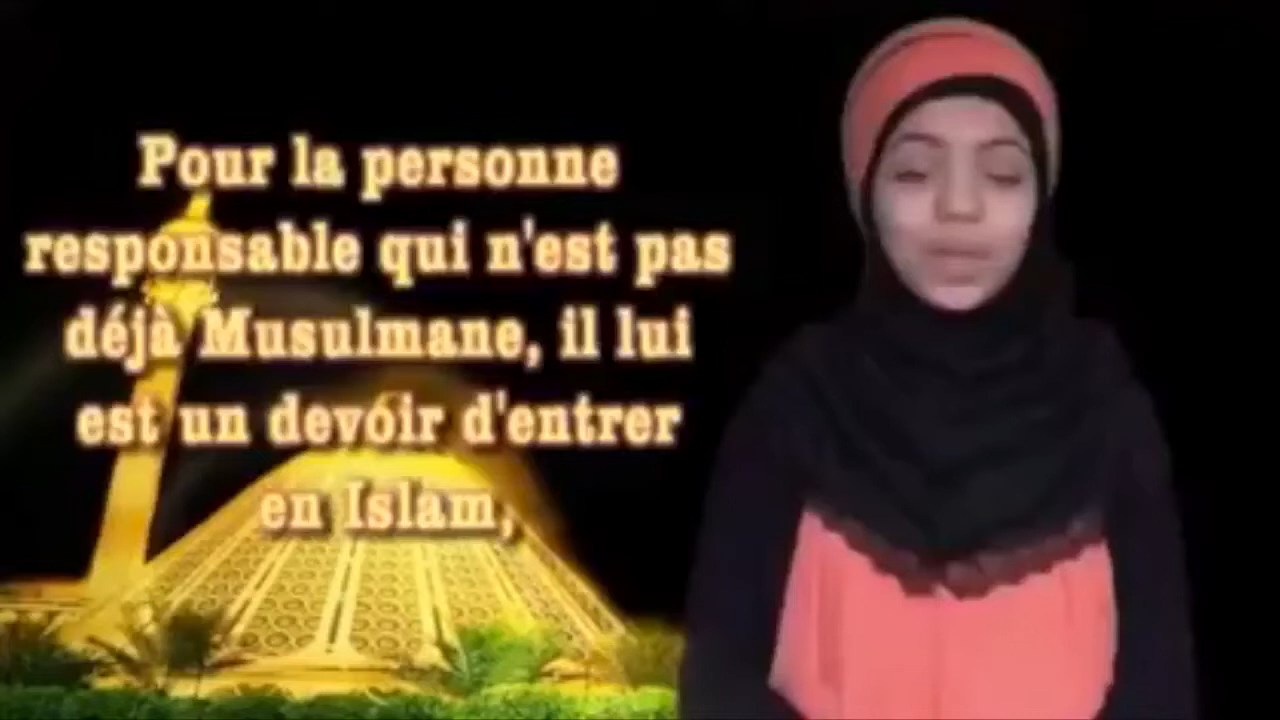 Pour la personne
responsable qui n'est pas
déjà Musulmane, il lui
est un devoir d'entrer
en Islam,